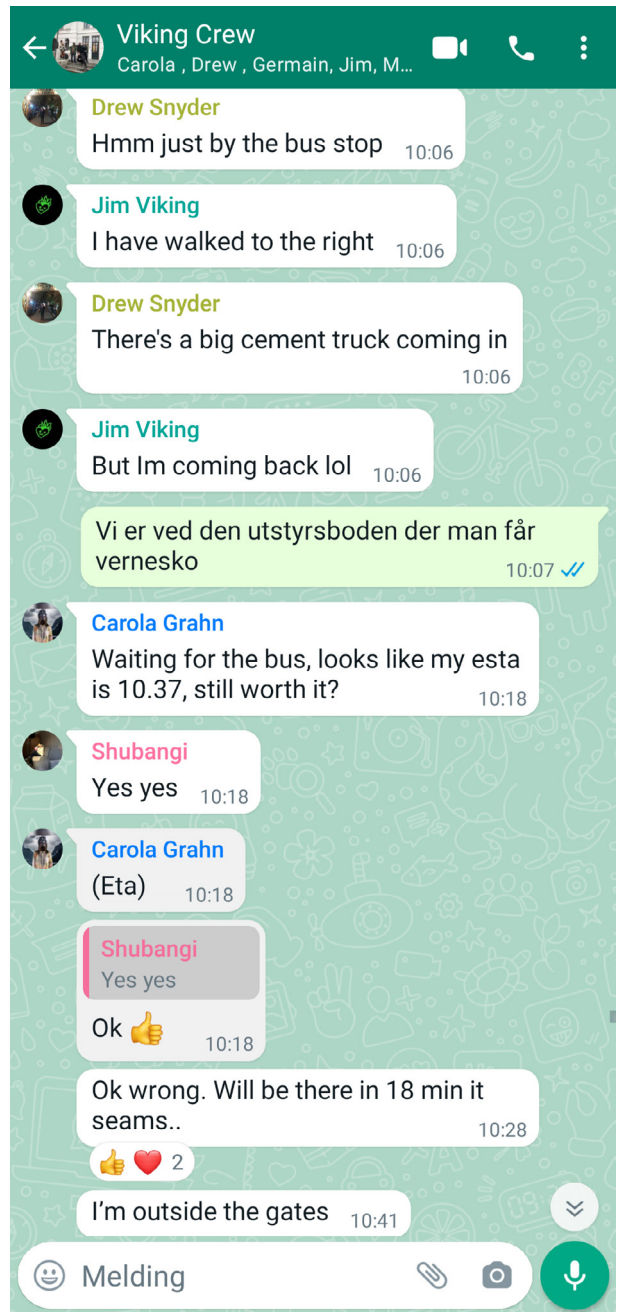 Viking Crew
Carola , Drew , Germain, Jim, M...
Drew Snyder
Hmm just by the bus stop 10:06
Jim Viking
I have walked to the right 10:06
Drew Snyder
There's a big cement truck coming in
10:06
Jim Viking
But Im coming back lol 10:06
Vi er ved den utstyrsboden der man får
vernesko 10:07
Carola Grahn
Waiting for the bus, looks like my esta
is 10.37, still worth it? 10:18
Shubangi
Yes yes 10:18
Carola Grahn
(Eta) 10:18
Shubangi
Yes yes
Ok 👍 10:18
Ok wrong. Will be there in 18 min it
seams.. 10:28
👍 ❤️ 2
I'm outside the gates 10:41
Melding